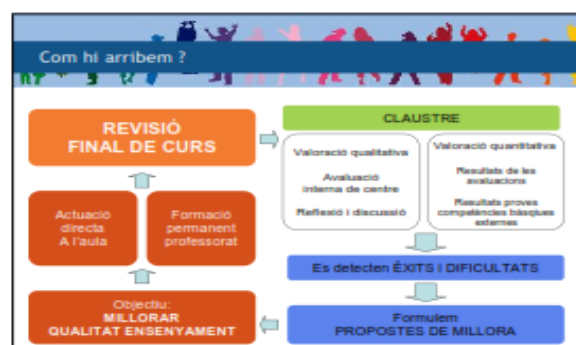 Com hi arribem ?
REVISIÓ
FINAL DE CURS
CLAUSTRE
Valoració qualitativa
Avaluació
interna de centre
Reflexió i discussió
Valoració quantitativa
Resultats de les
avaluacions
Resultats proves
competències bàsiques
externes
Actuació
directa
A l'aula
Formació
permanent
professorat
Es detecten ÈXITS I DIFICULTATS
Objectiu:
MILLORAR
QUALITAT ENSENYAMENT
Formulem
PROPOSTES DE MILLORA